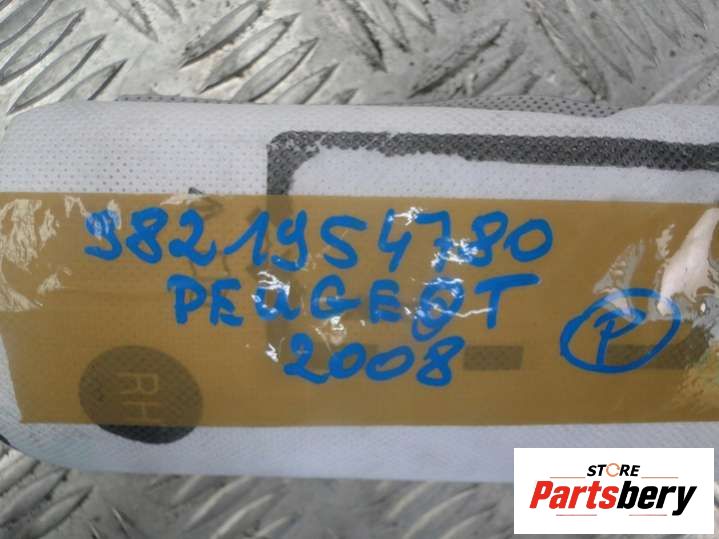 9821954780
PEUGEOT
2008
P
RH
STORE
Partsbery